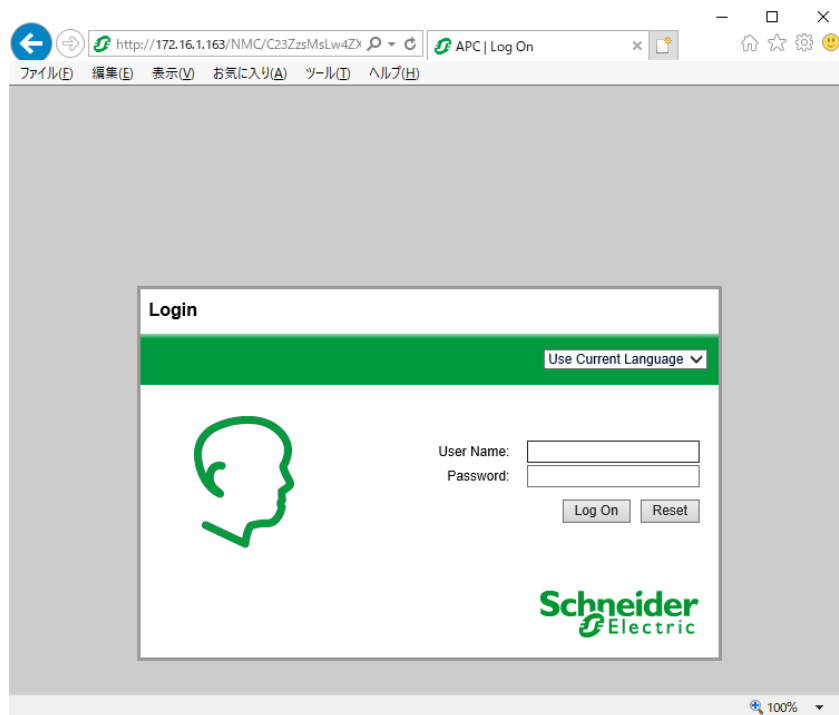 http://172.16.1.163/NMC/C23ZzsMsLw4ZX
APC | Log On
ファイル(F) 編集(E) 表示(V) お気に入り(A) ツール(T) ヘルプ(H)
Login
Use Current Language
User Name:
Password:
Log On Reset
Schneider
Electric
100%